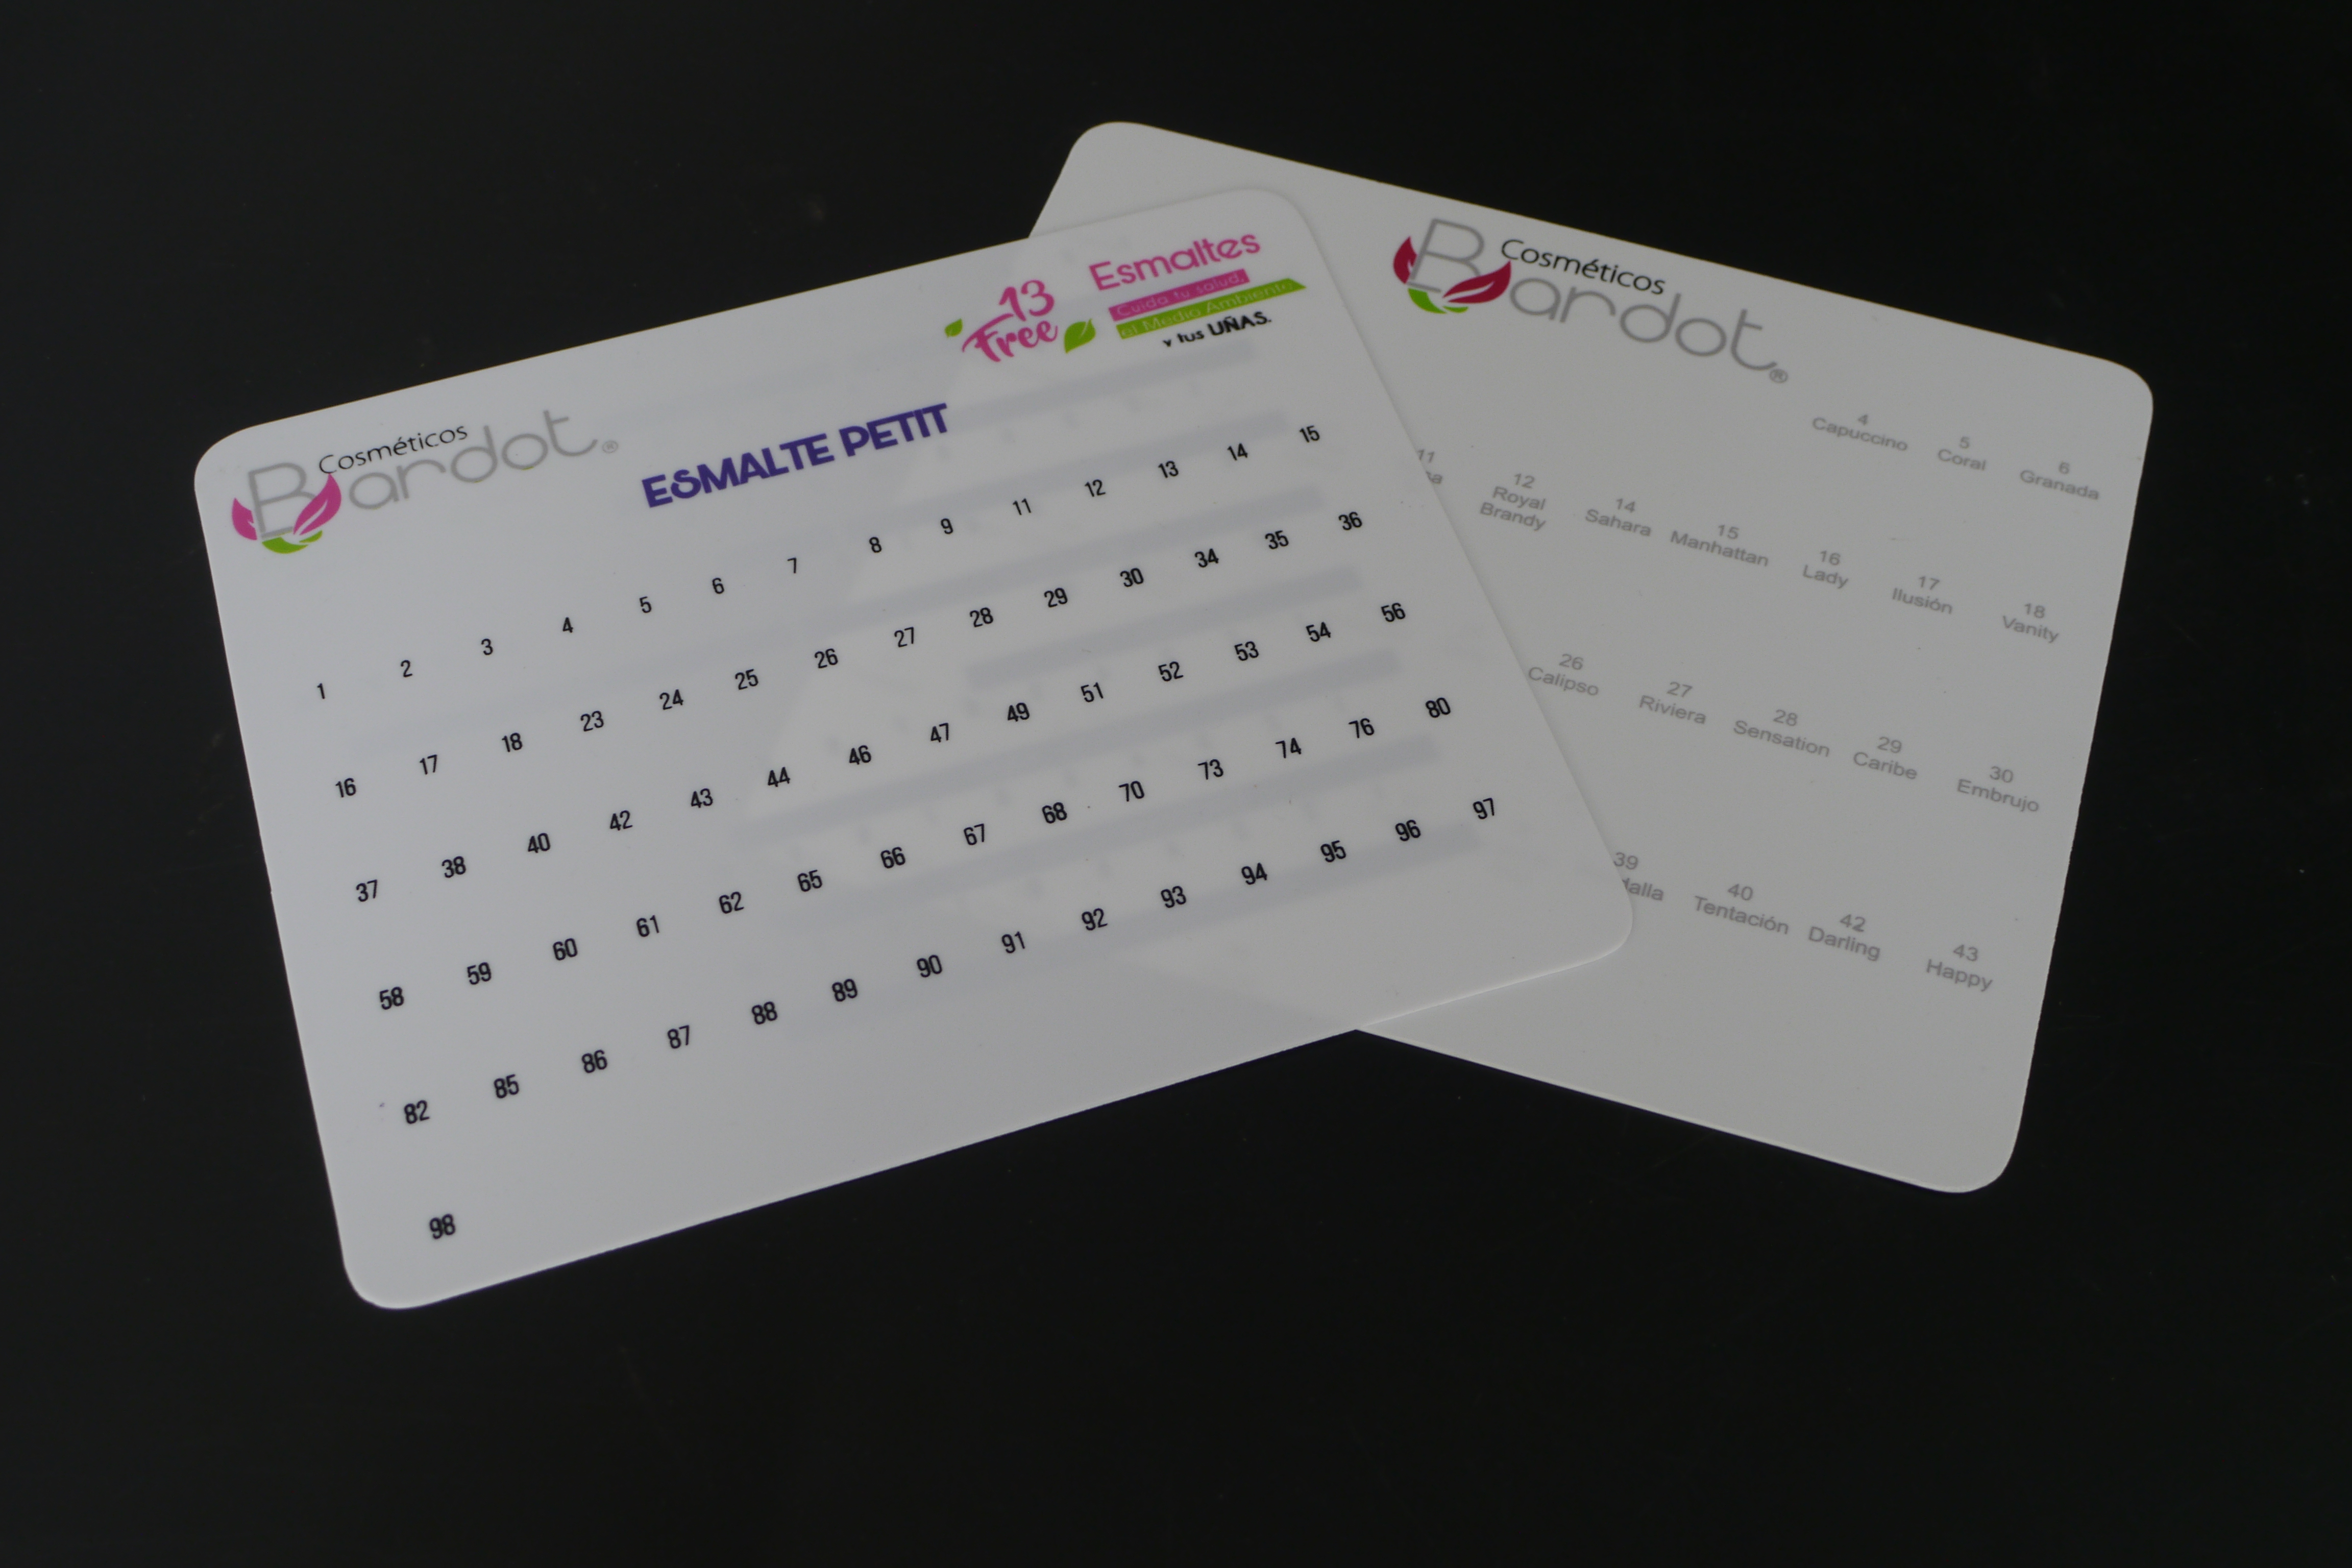 Cosméticos
Bardot®
13
Free
Esmaltes
Cuida tu salud,
el Medio Ambiente
y tus UÑAS.
ESMALTE PETIT
1 2 3 4 5 6 7 8 9 11 12 13 14 15
16 17 18 23 24 25 26 27 28 29 30 34 35 36
37 38 40 42 43 44 46 47 49 51 52 53 54 56
58 59 60 61 62 65 66 67 68 70 73 74 76 80
82 85 86 87 88 89 90 91 92 93 94 95 96 97
98
Cosméticos
Bardot®
4 5 6
Capuccino Coral Granada
11 12 14 15 16 17 18
Royal Sahara Manhattan Lady Ilusión Vanity
Brandy
26 27 28 29 30
Calipso Riviera Sensation Caribe Embrujo
39 40 42 43
Tentación Darling Happy